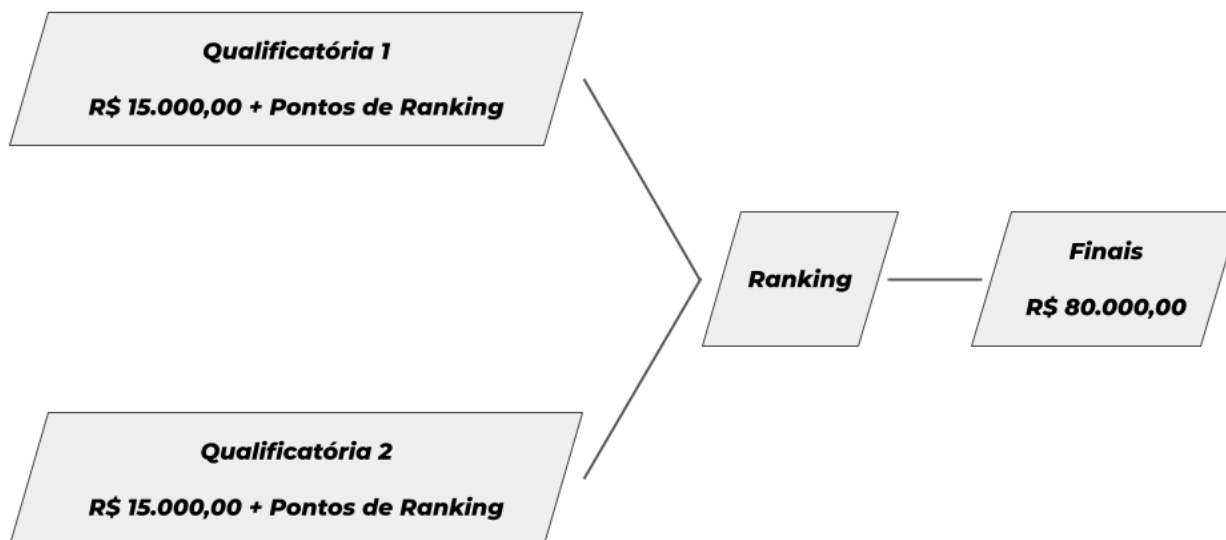 Qualificatória 1
R$ 15.000,00 + Pontos de Ranking
Ranking
Finais
R$ 80.000,00
Qualificatória 2
R$ 15.000,00 + Pontos de Ranking